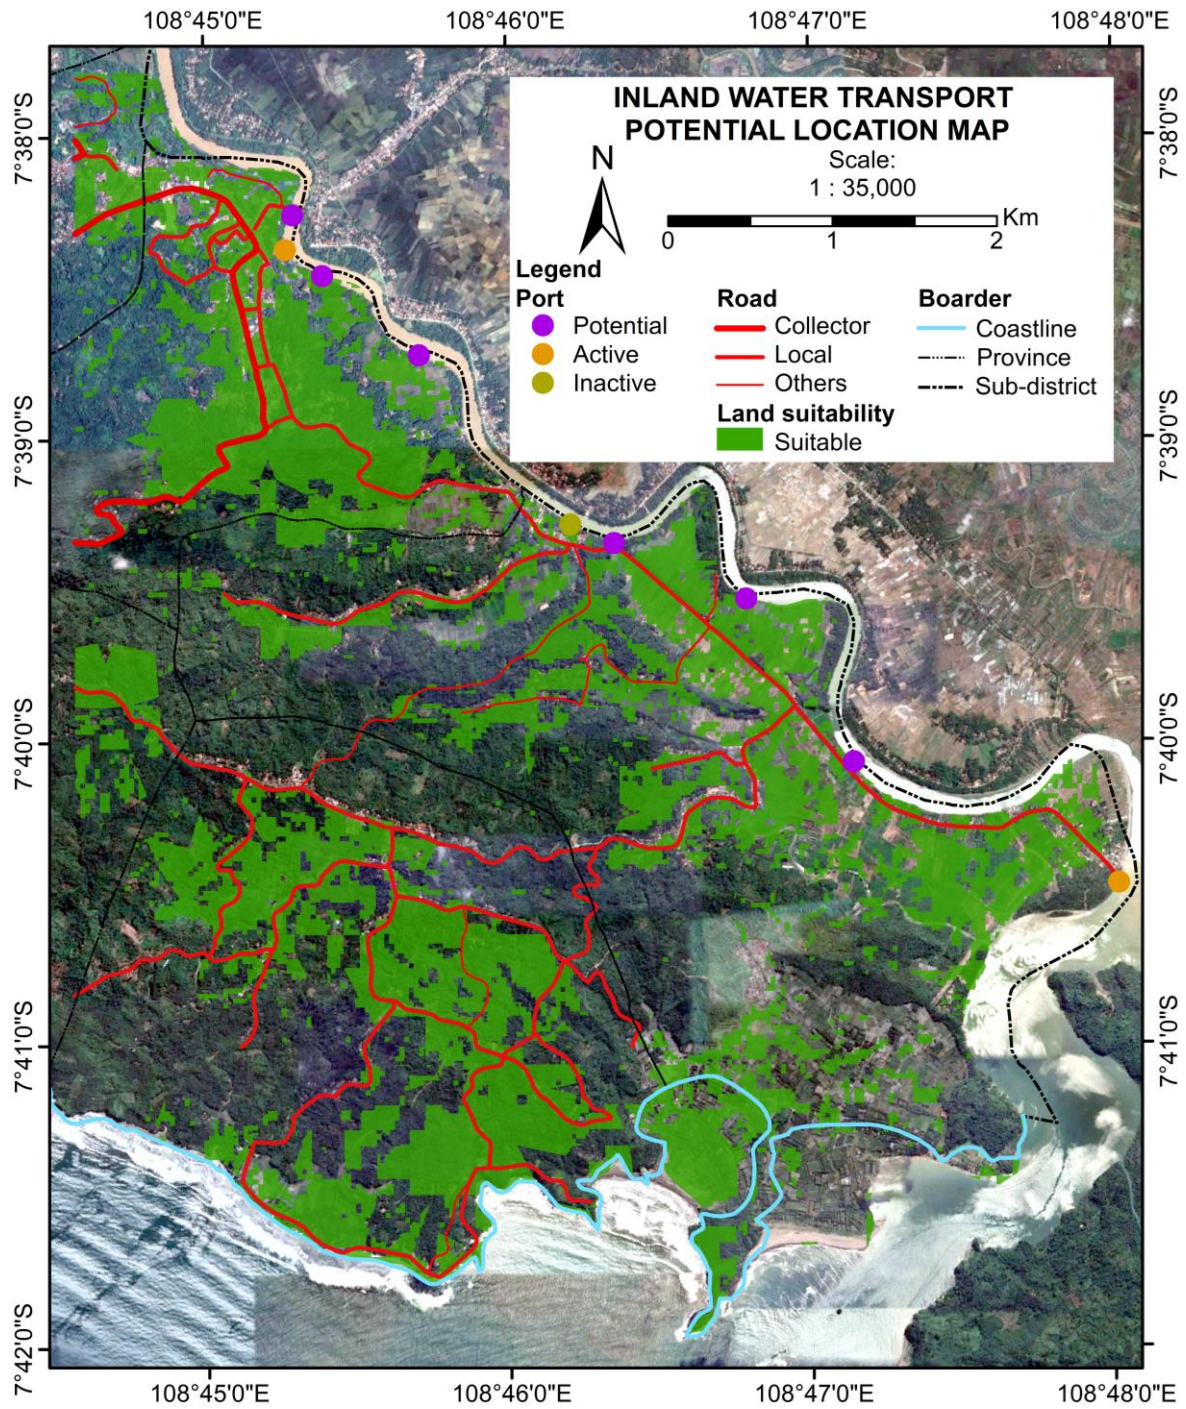 108°45'0"E 108°46'0"E 108°47'0"E 108°48'0"E
7°38'0"S
7°39'0"S
7°40'0"S
7°41'0"S
7°42'0"S
INLAND WATER TRANSPORT
POTENTIAL LOCATION MAP
N
Scale:
1 : 35,000
Km
0 1 2
Legend
Port
Potential
Active
Inactive
Road
Collector
Local
Others
Land suitability
Suitable
Boarder
Coastline
Province
Sub-district
7°38'0"S
7°39'0"S
7°40'0"S
7°41'0"S
108°45'0"E 108°46'0"E 108°47'0"E 108°48'0"E